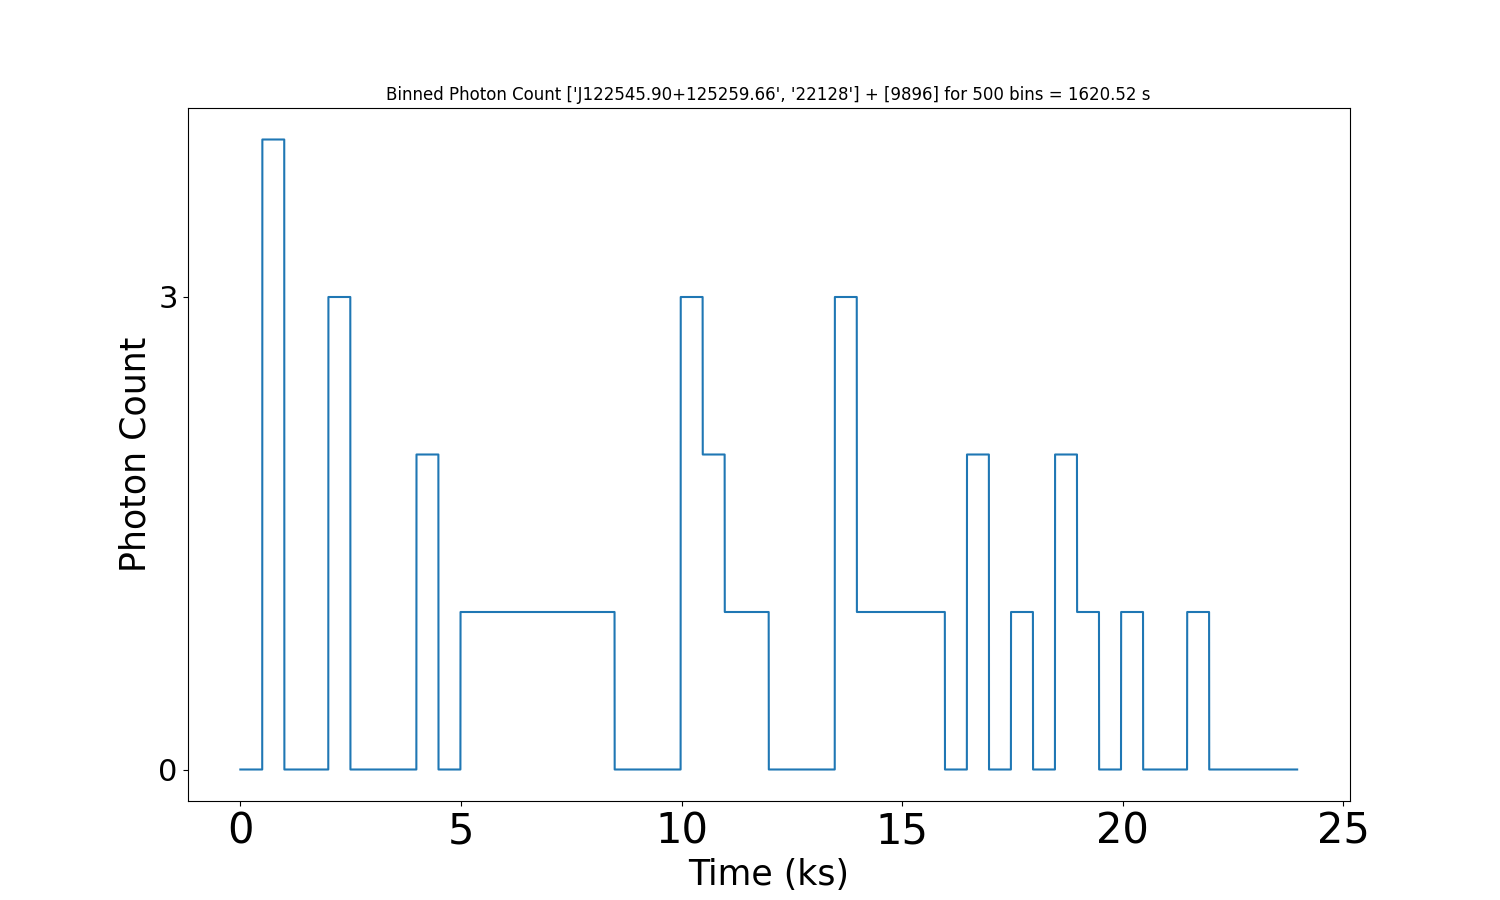 Binned Photon Count ['J122545.90+125259.66', '22128'] + [9896] for 500 bins = 1620.52 s
3
Photon Count
0
0 5 10 15 20 25
Time (ks)